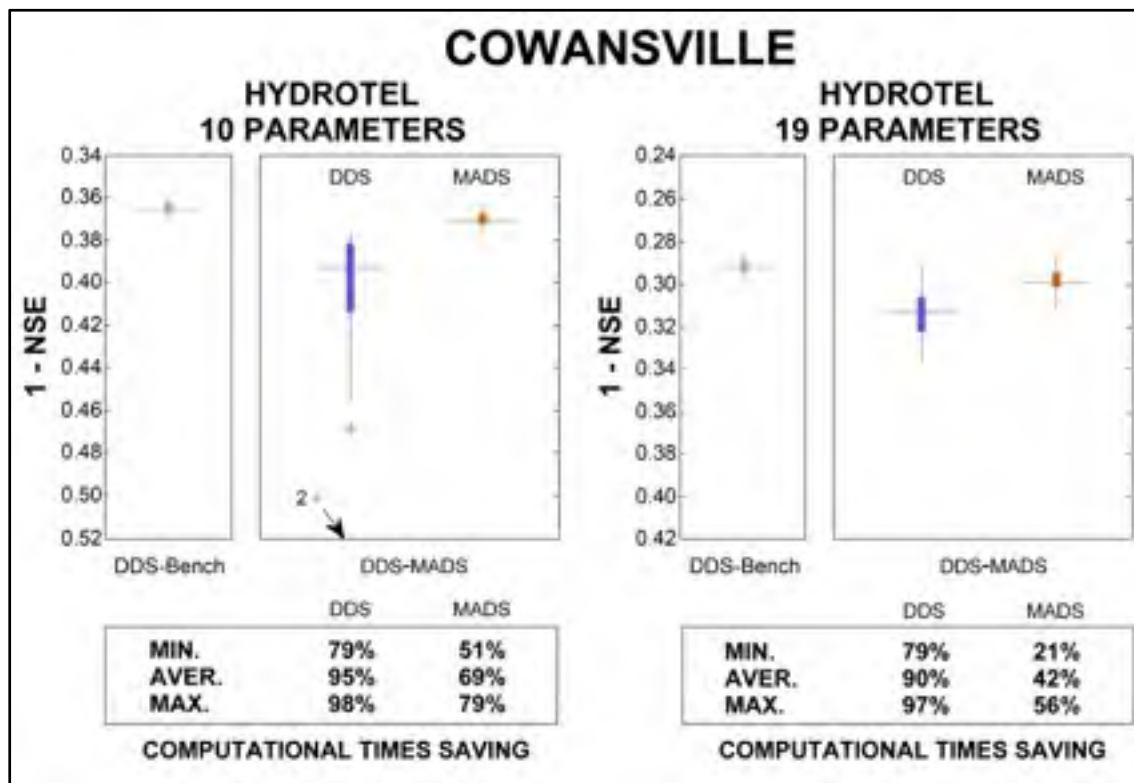 COWANSVILLE
HYDROTEL
10 PARAMETERS
1 - NSE
0.34
0.36
0.38
0.40
0.42
0.44
0.46
0.48
0.50
0.52
DDS MADS
2
DDS-Bench DDS-MADS
DDS MADS
MIN. 79% 51%
AVER. 95% 69%
MAX. 98% 79%
COMPUTATIONAL TIMES SAVING
HYDROTEL
19 PARAMETERS
1 - NSE
0.24
0.26
0.28
0.30
0.32
0.34
0.36
0.38
0.40
0.42
DDS MADS
DDS-Bench DDS-MADS
DDS MADS
MIN. 79% 21%
AVER. 90% 42%
MAX. 97% 56%
COMPUTATIONAL TIMES SAVING